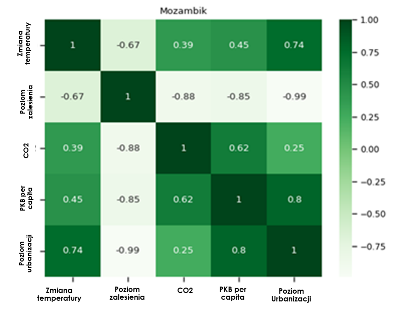 Mozambik
Zmiana
temperatury
1
-0.67
0.39
0.45
0.74
Poziom
zalesienia
-0.67
1
-0.88
-0.85
-0.99
CO2
0.39
-0.88
1
0.62
0.25
PKB per
capita
0.45
-0.85
0.62
1
0.8
Poziom
urbanizacji
0.74
-0.99
0.25
0.8
1
Zmiana
temperatury
Poziom
zalesienia
CO2
PKB per
capita
Poziom
Urbanizacji
1.00
0.75
0.50
0.25
0.00
-0.25
-0.50
-0.75